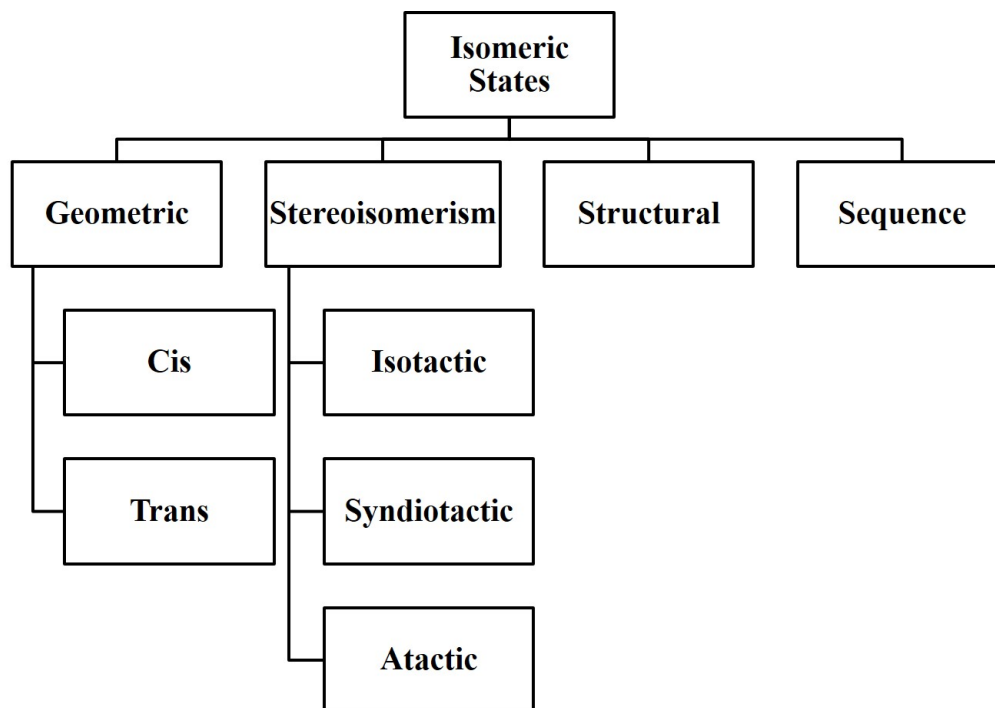 Isomeric
States
Geometric
Stereoisomerism
Structural
Sequence
Cis
Isotactic
Trans
Syndiotactic
Atactic